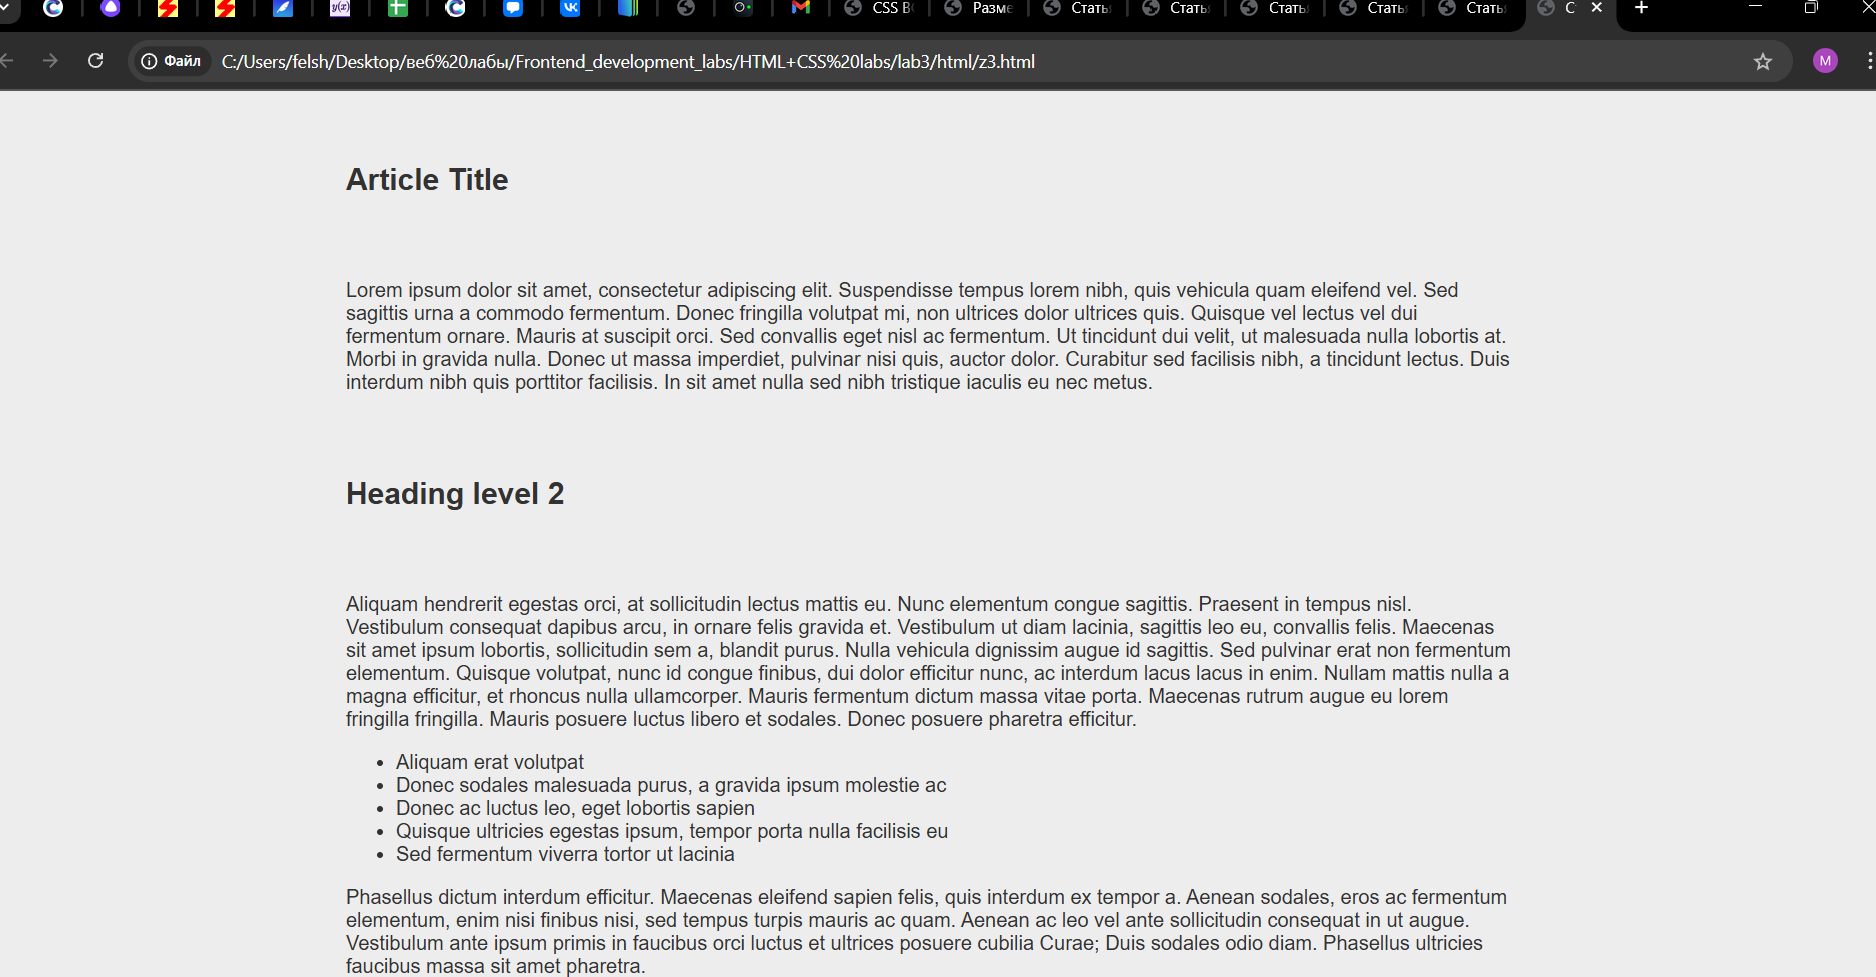 y(x)
CSS B
Разме
Стать
Стать
Стать
Стать
Стать
С
Файл
C:/Users/felsh/Desktop/веб%20лабы/Frontend_development_labs/HTML+CSS%20labs/lab3/html/z3.html
M
Article Title
Lorem ipsum dolor sit amet, consectetur adipiscing elit. Suspendisse tempus lorem nibh, quis vehicula quam eleifend vel. Sed
sagittis urna a commodo fermentum. Donec fringilla volutpat mi, non ultrices dolor ultrices quis. Quisque vel lectus vel dui
fermentum ornare. Mauris at suscipit orci. Sed convallis eget nisl ac fermentum. Ut tincidunt dui velit, ut malesuada nulla lobortis at.
Morbi in gravida nulla. Donec ut massa imperdiet, pulvinar nisi quis, auctor dolor. Curabitur sed facilisis nibh, a tincidunt lectus. Duis
interdum nibh quis porttitor facilisis. In sit amet nulla sed nibh tristique iaculis eu nec metus.
Heading level 2
Aliquam hendrerit egestas orci, at sollicitudin lectus mattis eu. Nunc elementum congue sagittis. Praesent in tempus nisl.
Vestibulum consequat dapibus arcu, in ornare felis gravida et. Vestibulum ut diam lacinia, sagittis leo eu, convallis felis. Maecenas
sit amet ipsum lobortis, sollicitudin sem a, blandit purus. Nulla vehicula dignissim augue id sagittis. Sed pulvinar erat non fermentum
elementum. Quisque volutpat, nunc id congue finibus, dui dolor efficitur nunc, ac interdum lacus lacus in enim. Nullam mattis nulla a
magna efficitur, et rhoncus nulla ullamcorper. Mauris fermentum dictum massa vitae porta. Maecenas rutrum augue eu lorem
fringilla fringilla. Mauris posuere luctus libero et sodales. Donec posuere pharetra efficitur.
• Aliquam erat volutpat
• Donec sodales malesuada purus, a gravida ipsum molestie ac
• Donec ac luctus leo, eget lobortis sapien
• Quisque ultricies egestas ipsum, tempor porta nulla facilisis eu
• Sed fermentum viverra tortor ut lacinia
Phasellus dictum interdum efficitur. Maecenas eleifend sapien felis, quis interdum ex tempor a. Aenean sodales, eros ac fermentum
elementum, enim nisi finibus nisi, sed tempus turpis mauris ac quam. Aenean ac leo vel ante sollicitudin consequat in ut augue.
Vestibulum ante ipsum primis in faucibus orci luctus et ultrices posuere cubilia Curae; Duis sodales odio diam. Phasellus ultricies
faucibus massa sit amet pharetra.